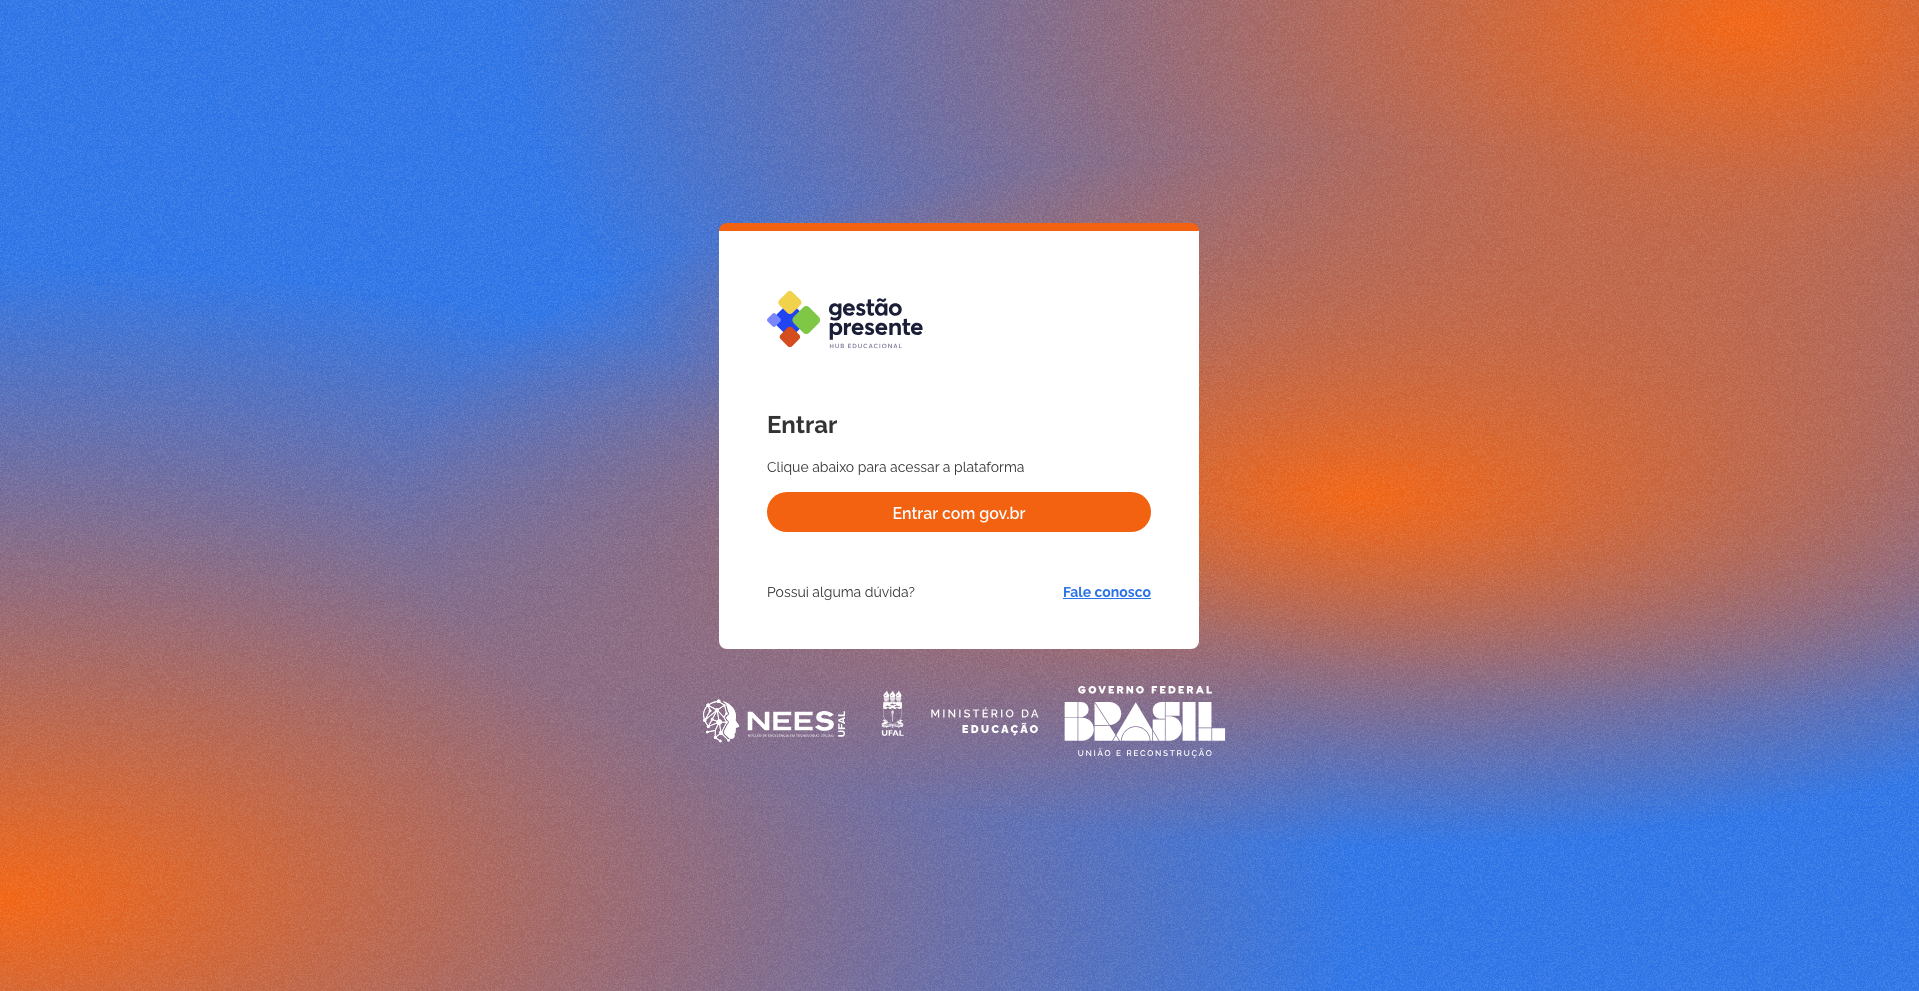 gestão
presente
HUB EDUCACIONAL
Entrar
Clique abaixo para acessar a plataforma
Entrar com gov.br
Possui alguma dúvida?
Fale conosco
NEES
UFAL
UFAL
MINISTÉRIO DA
EDUCAÇÃO
GOVERNO FEDERAL
BRASIL
UNIÃO E RECONSTRUÇÃO